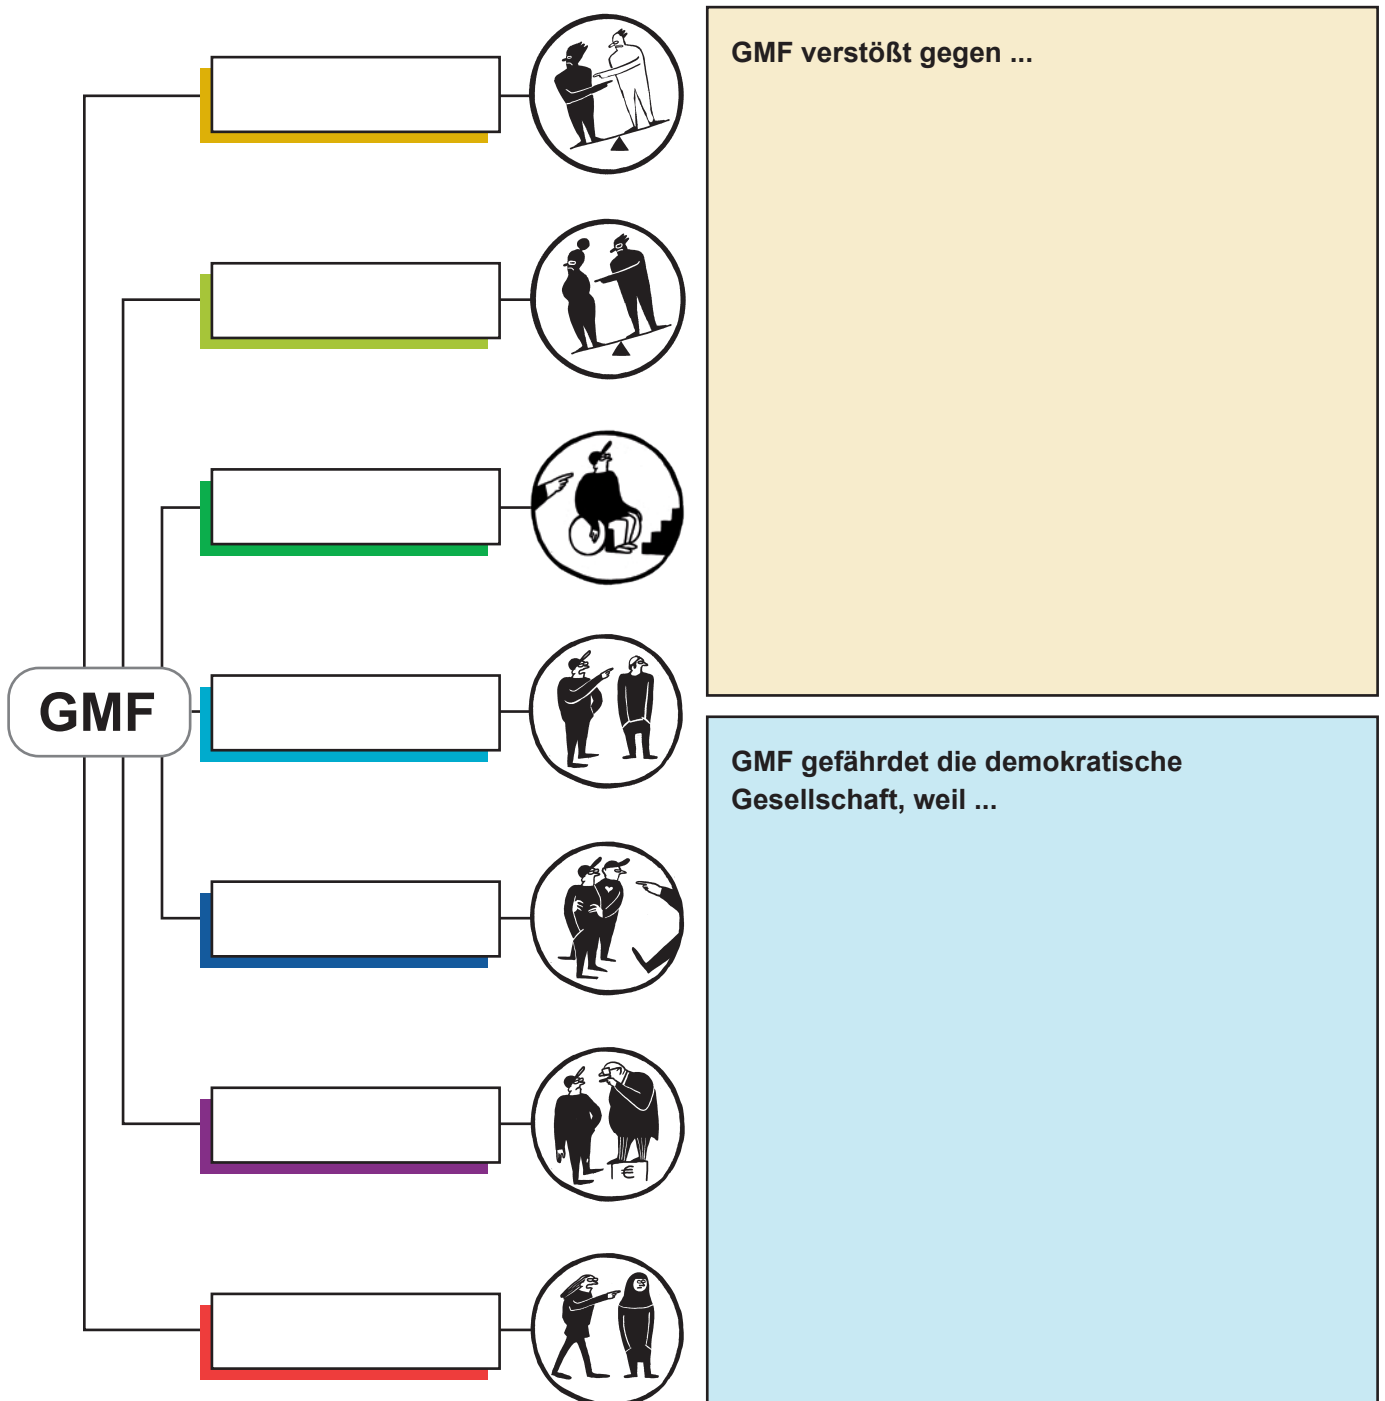 GMF verstößt gegen ...
GMF
GMF gefährdet die demokratische
Gesellschaft, weil ...
€